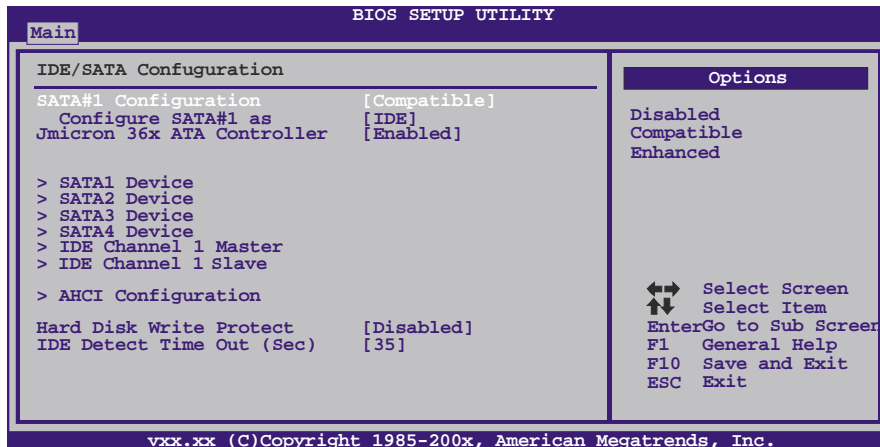 BIOS SETUP UTILITY
Main
IDE/SATA Confuguration
SATA#1 Configuration [Compatible]
Configure SATA#1 as [IDE]
Jmicron 36x ATA Controller [Enabled]
> SATA1 Device
> SATA2 Device
> SATA3 Device
> SATA4 Device
> IDE Channel 1 Master
> IDE Channel 1 Slave
> AHCI Configuration
Hard Disk Write Protect [Disabled]
IDE Detect Time Out (Sec) [35]
Options
Disabled
Compatible
Enhanced
Select Screen
Select Item
EnterGo to Sub Screen
F1 General Help
F10 Save and Exit
ESC Exit
vxx.xx (C)Copyright 1985-200x, American Megatrends, Inc.